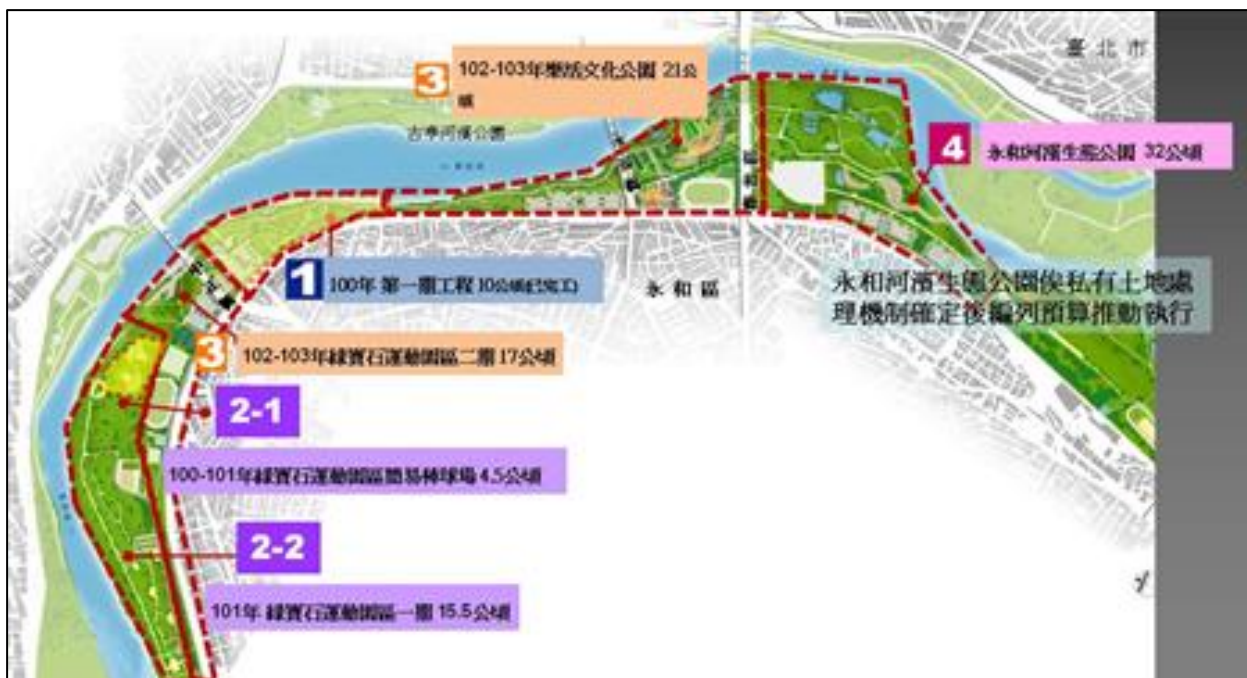 臺北市
3
102-103年樂活文化公園 21公
頃
古亭河濱公園
4
永和河濱生態公園 32公頃
1
100年 第一期工程 10公頃(已完工)
永和區
永和河濱生態公園俟私有土地處
理機制確定後編列預算推動執行
3
102-103年綠寶石運動園區二期 17公頃
2-1
100-101年綠寶石運動園區簡易棒球場 4.5公頃
2-2
101年 綠寶石運動園區一期 15.5公頃